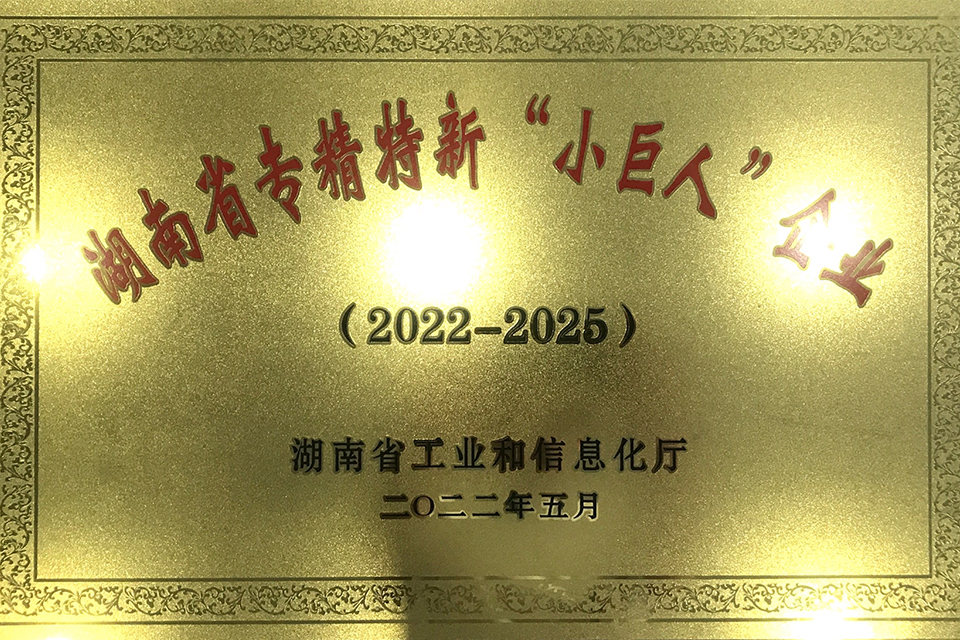 湖南省专精特新“小巨人”企业
（2022-2025）
湖南省工业和信息化厅
二〇二二年五月